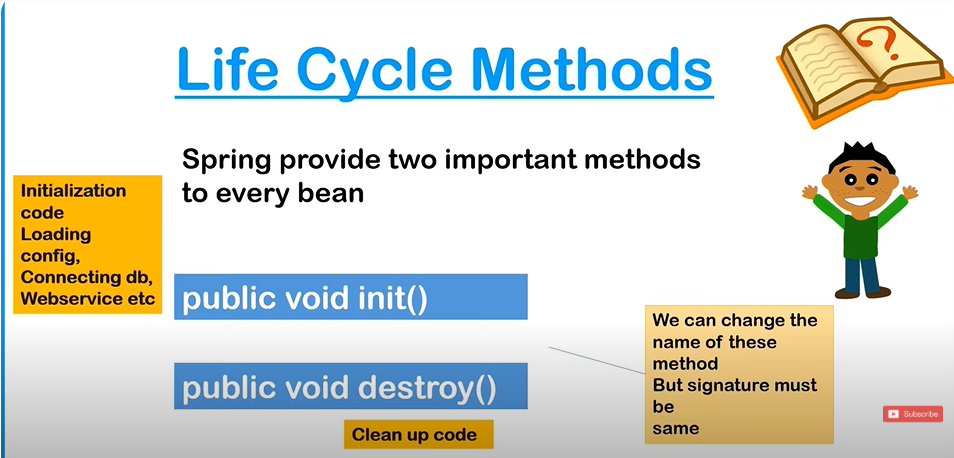 Life Cycle Methods
Spring provide two important methods
to every bean
Initialization
code
Loading
config,
Connecting db,
Webservice etc
public void init()
We can change the
name of these
method
But signature must
be
same
public void destroy()
Clean up code
Subscribe
?